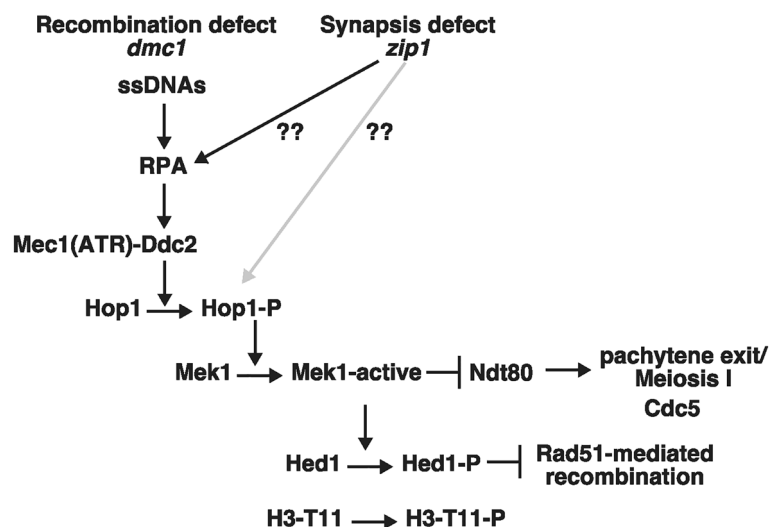 Recombination defect
dmc1
Synapsis defect
zip1
ssDNAs
??
??
RPA
Mec1(ATR)-Ddc2
Hop1
Hop1-P
Mek1
Mek1-active
Ndt80
pachytene exit/
Meiosis I
Cdc5
Hed1
Hed1-P
Rad51-mediated
recombination
H3-T11
H3-T11-P